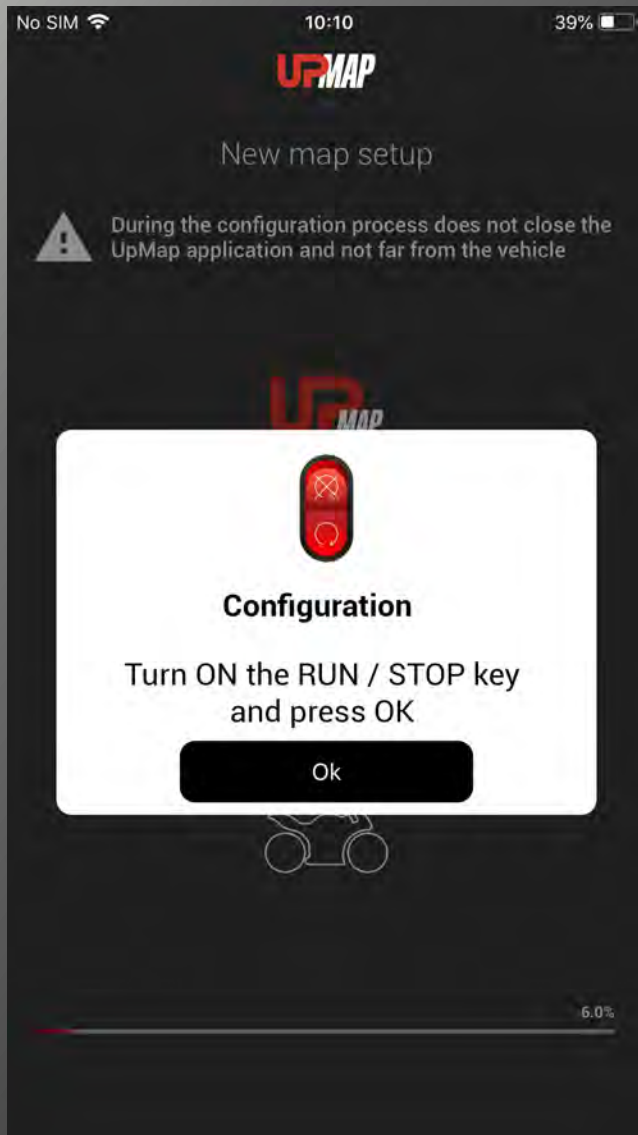 No SIM 10:10 39%
UPMAP
New map setup
During the configuration process does not close the
UpMap application and not far from the vehicle
UPMAP
Configuration
Turn ON the RUN / STOP key
and press OK
Ok
6.0%